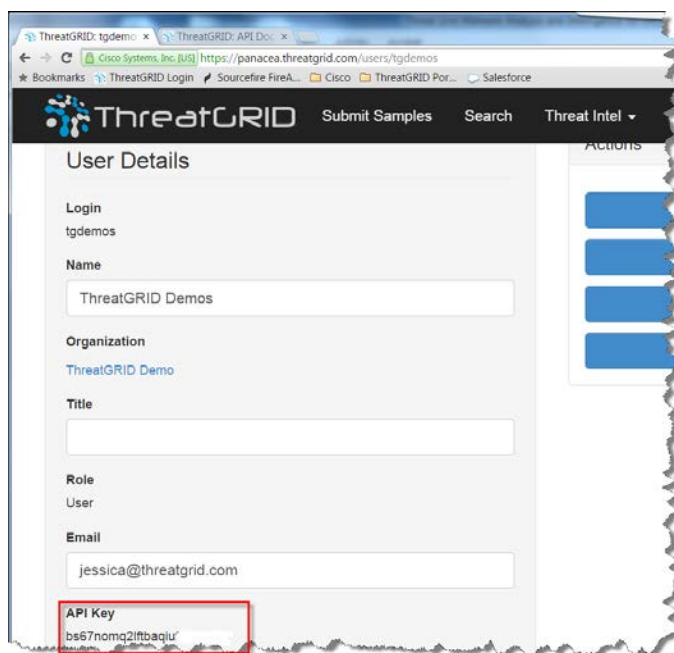 ThreatGRID: tgdemo
ThreatGRID: API Doc
Cisco Systems, Inc. [US]
https://panacea.threatgrid.com/users/tgdemos
Bookmarks
ThreatGRID Login
Sourcefire FireA...
Cisco
ThreatGRID Por...
Salesforce
ThreatGRID
Submit Samples
Search
Threat Intel
Actions
User Details
Login
tgdemos
Name
ThreatGRID Demos
Organization
ThreatGRID Demo
Title
Role
User
Email
jessica@threatgrid.com
API Key